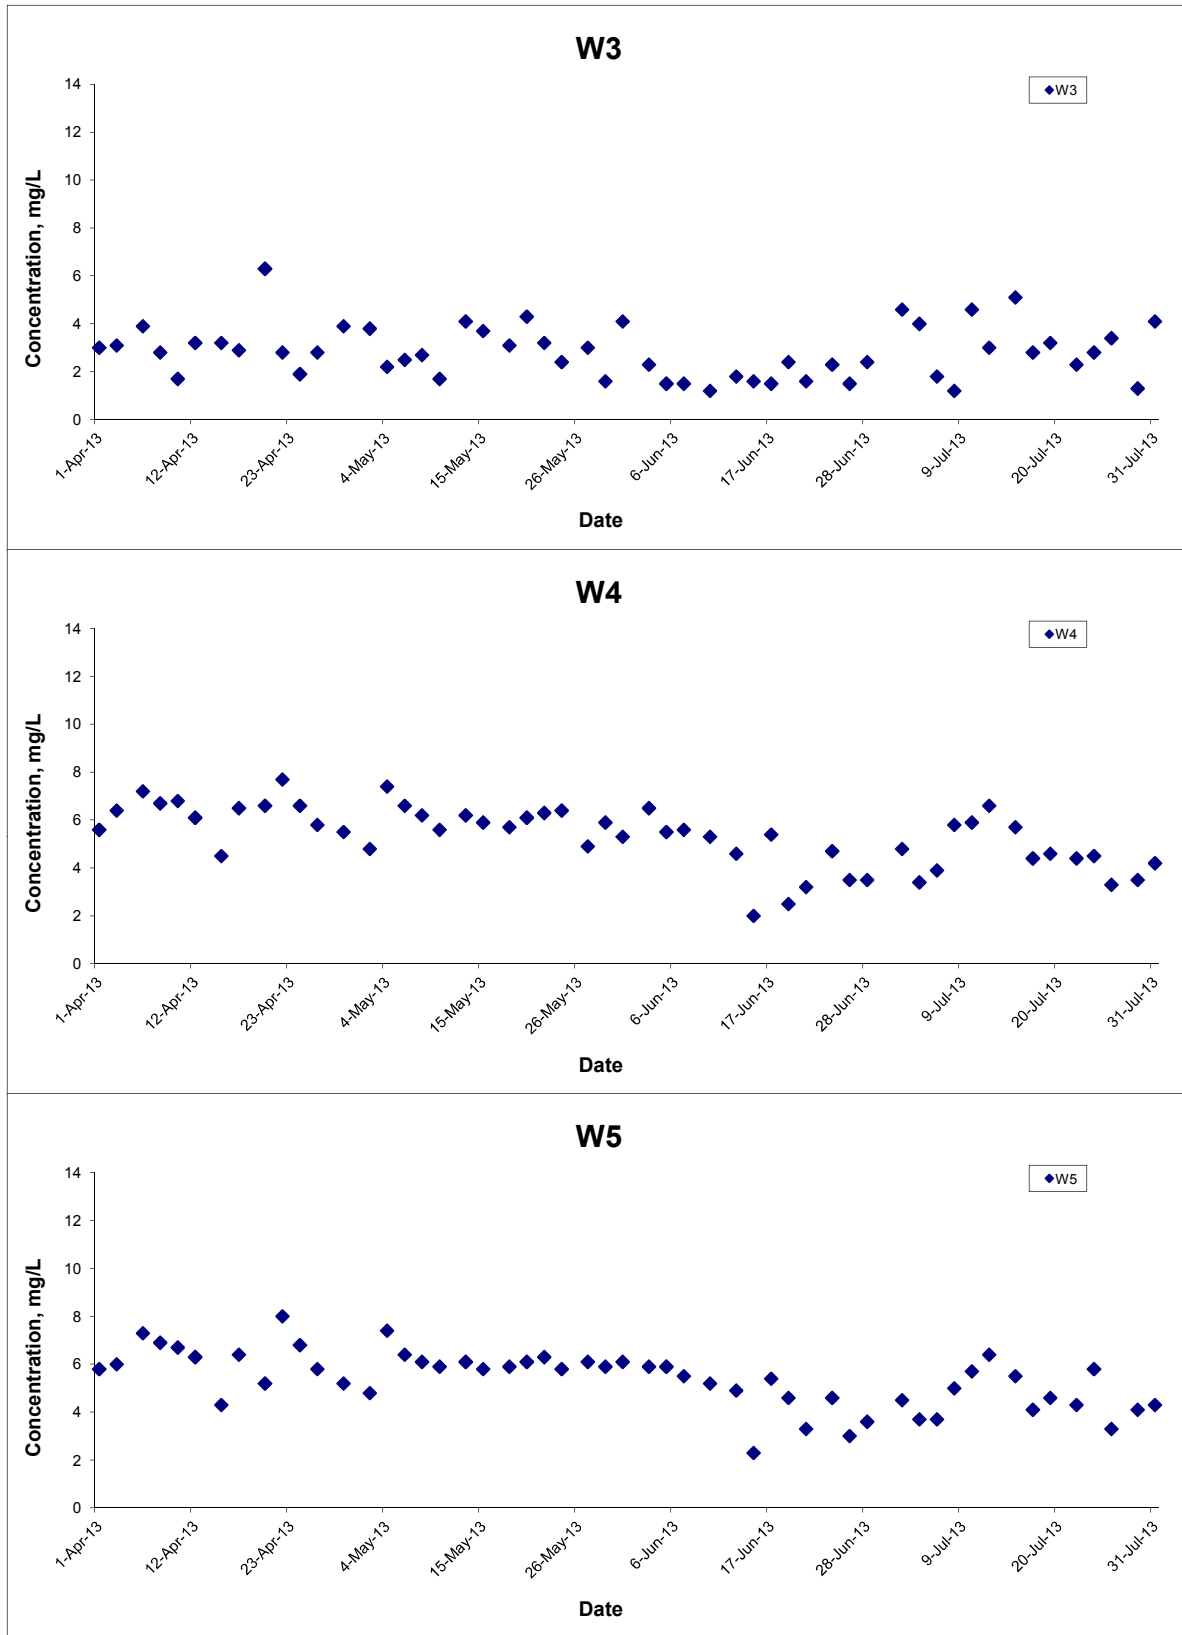 W3
W3
14
12
10
8
6
4
2
0
Concentration, mg/L
1-Apr-13 12-Apr-13 23-Apr-13 4-May-13 15-May-13 26-May-13 6-Jun-13 17-Jun-13 28-Jun-13 9-Jul-13 20-Jul-13 31-Jul-13
Date
W4
W4
14
12
10
8
6
4
2
0
Concentration, mg/L
1-Apr-13 12-Apr-13 23-Apr-13 4-May-13 15-May-13 26-May-13 6-Jun-13 17-Jun-13 28-Jun-13 9-Jul-13 20-Jul-13 31-Jul-13
Date
W5
W5
14
12
10
8
6
4
2
0
Concentration, mg/L
1-Apr-13 12-Apr-13 23-Apr-13 4-May-13 15-May-13 26-May-13 6-Jun-13 17-Jun-13 28-Jun-13 9-Jul-13 20-Jul-13 31-Jul-13
Date